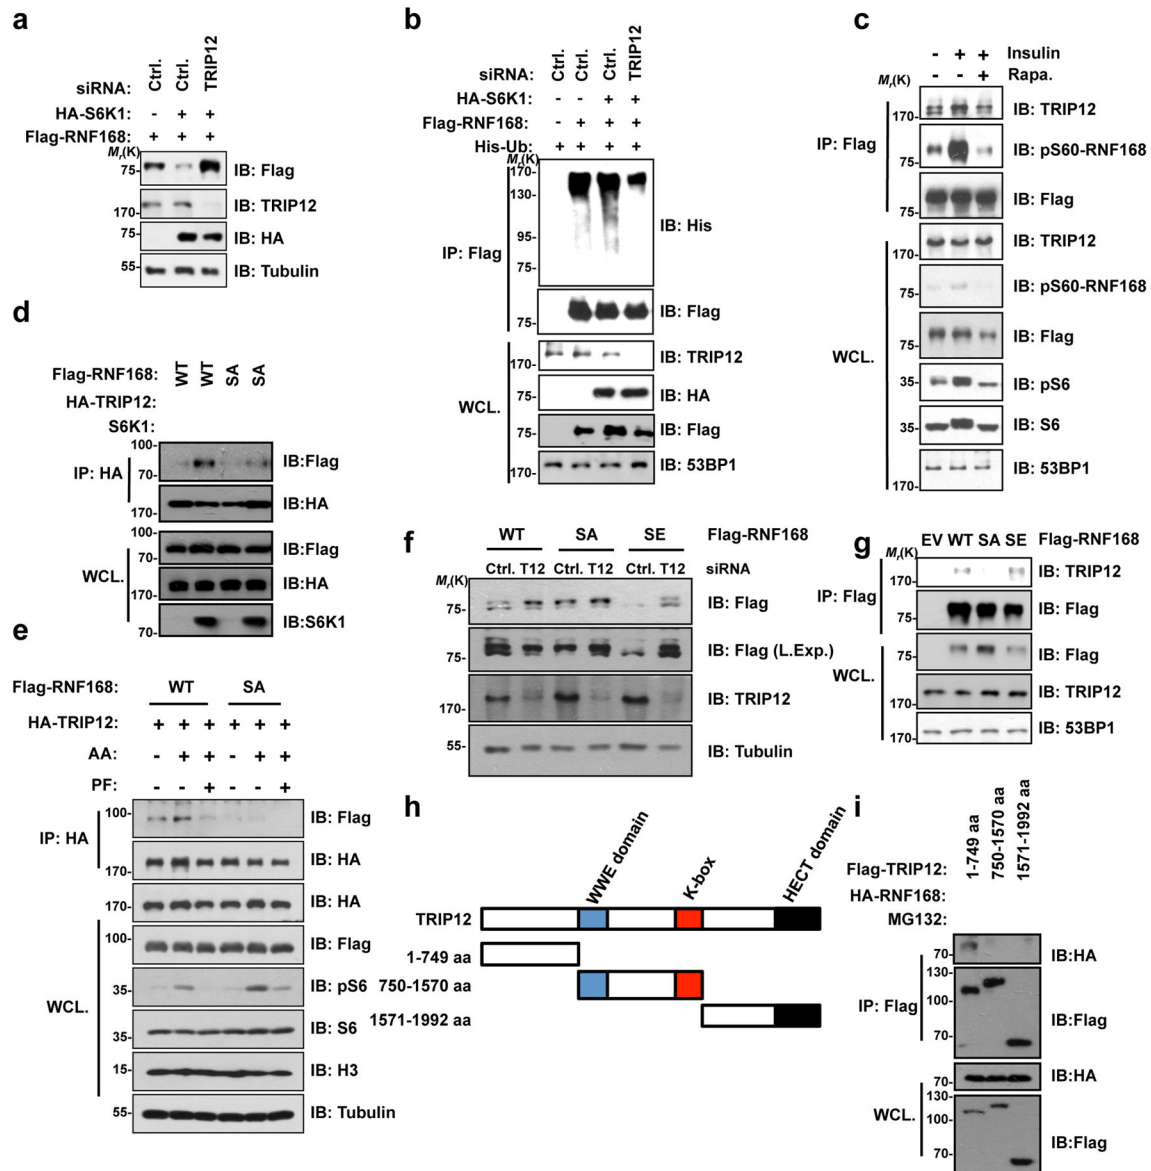 a
siRNA: Ctrl. Ctrl. TRIP12
HA-S6K1: - + +
Flag-RNF168: + + +
Mr(K)
75- IB: Flag
170- IB: TRIP12
75- IB: HA
55- IB: Tubulin
b
siRNA: Ctrl. Ctrl. Ctrl. TRIP12
HA-S6K1: - - + +
Flag-RNF168: - + + +
His-Ub: + + + +
Mr(K)
170-
130-
95-
75-
IP: Flag
IB: His
75- IB: Flag
WCL.
170- IB: TRIP12
75- IB: HA
75- IB: Flag
170- IB: 53BP1
c
- + + Insulin
- - + Rapa.
Mr(K)
IP: Flag
170- IB: TRIP12
75- IB: pS60-RNF168
75- IB: Flag
WCL.
170- IB: TRIP12
75- IB: pS60-RNF168
75- IB: Flag
35- IB: pS6
35- IB: S6
170- IB: 53BP1
d
Flag-RNF168: WT WT SA SA
HA-TRIP12:
S6K1:
IP: HA
100-
70-
IB:Flag
170- IB:HA
WCL.
100-
70-
IB:Flag
170- IB:HA
70- IB:S6K1
e
Flag-RNF168: WT SA
HA-TRIP12: + + + + + +
AA: - + + - + +
PF: - - + - - +
IP: HA
100- IB: Flag
170- IB: HA
WCL.
170- IB: HA
100- IB: Flag
35- IB: pS6
35- IB: S6
15- IB: H3
55- IB: Tubulin
f
WT SA SE Flag-RNF168
Ctrl. T12 Ctrl. T12 Ctrl. T12 siRNA
Mr(K)
75- IB: Flag
75- IB: Flag (L.Exp.)
170- IB: TRIP12
55- IB: Tubulin
g
EV WT SA SE Flag-RNF168
Mr(K)
IP: Flag
170- IB: TRIP12
75- IB: Flag
WCL.
75- IB: Flag
170- IB: TRIP12
170- IB: 53BP1
h
WWE domain K-box HECT domain
TRIP12
1-749 aa
750-1570 aa
1571-1992 aa
i
Flag-TRIP12: 1-749 aa 750-1570 aa 1571-1992 aa
HA-RNF168:
MG132:
IP: Flag
70- IB:HA
130-
100-
70-
IB:Flag
WCL.
70- IB:HA
130-
100-
70-
IB:Flag